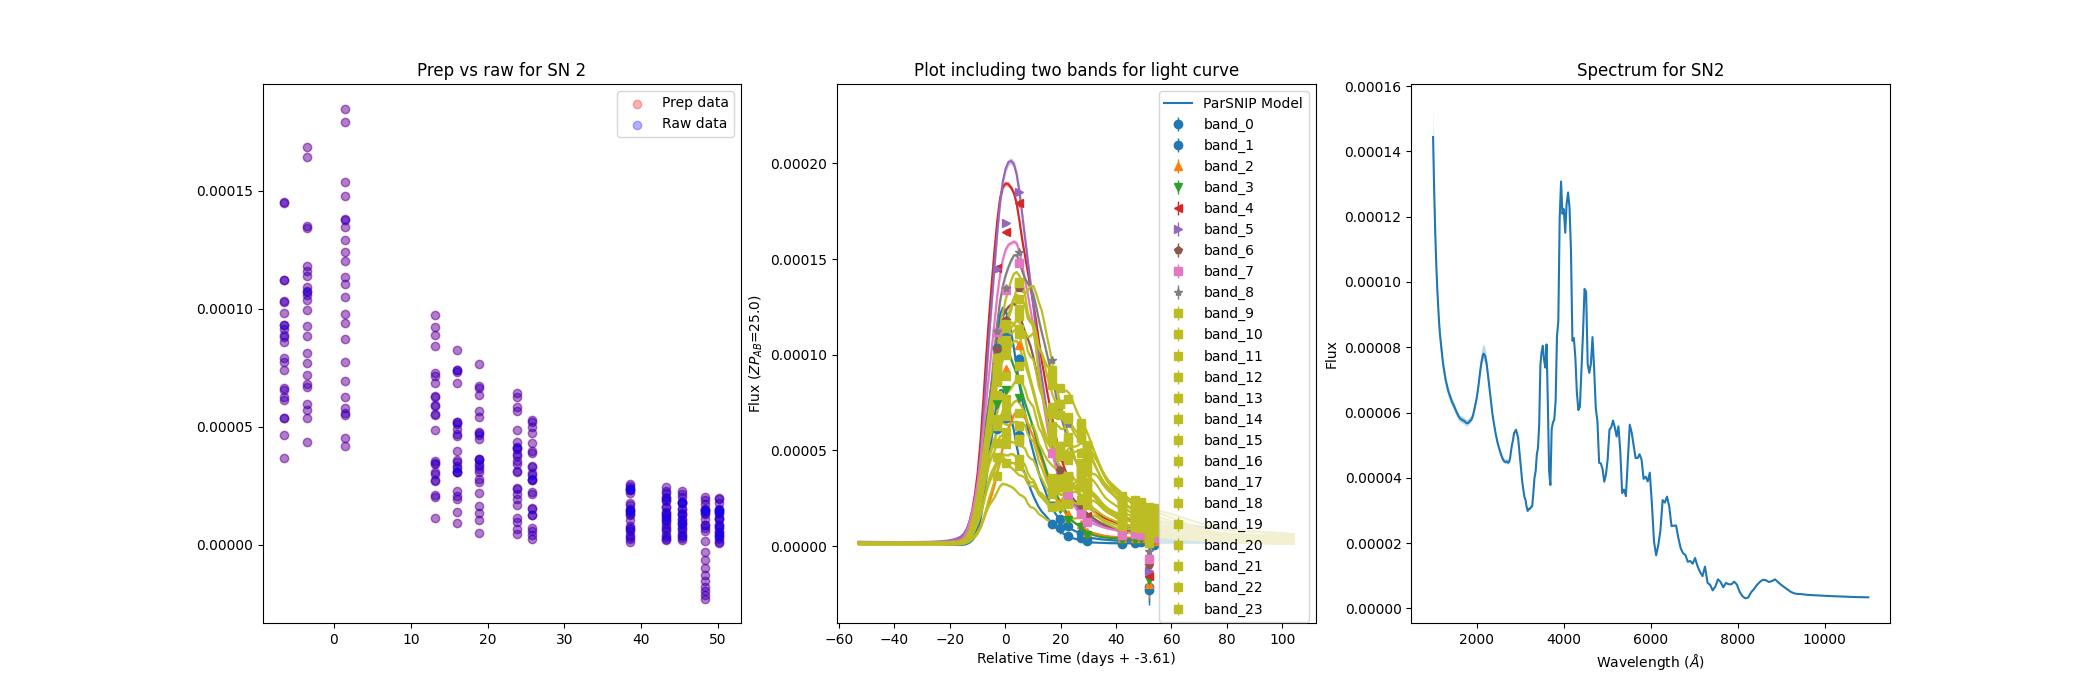 Prep vs raw for SN 2
Prep data
Raw data
0.00015
0.00010
0.00005
0.00000
0
10
20
30
40
50
Plot including two bands for light curve
Flux (ZP_AB=25.0)
0.00020
0.00015
0.00010
0.00005
0.00000
ParSNIP Model
band_0
band_1
band_2
band_3
band_4
band_5
band_6
band_7
band_8
band_9
band_10
band_11
band_12
band_13
band_14
band_15
band_16
band_17
band_18
band_19
band_20
band_21
band_22
band_23
−60
−40
−20
0
20
40
60
80
100
Relative Time (days + -3.61)
Spectrum for SN2
Flux
0.00016
0.00014
0.00012
0.00010
0.00008
0.00006
0.00004
0.00002
0.00000
2000
4000
6000
8000
10000
Wavelength (Å)